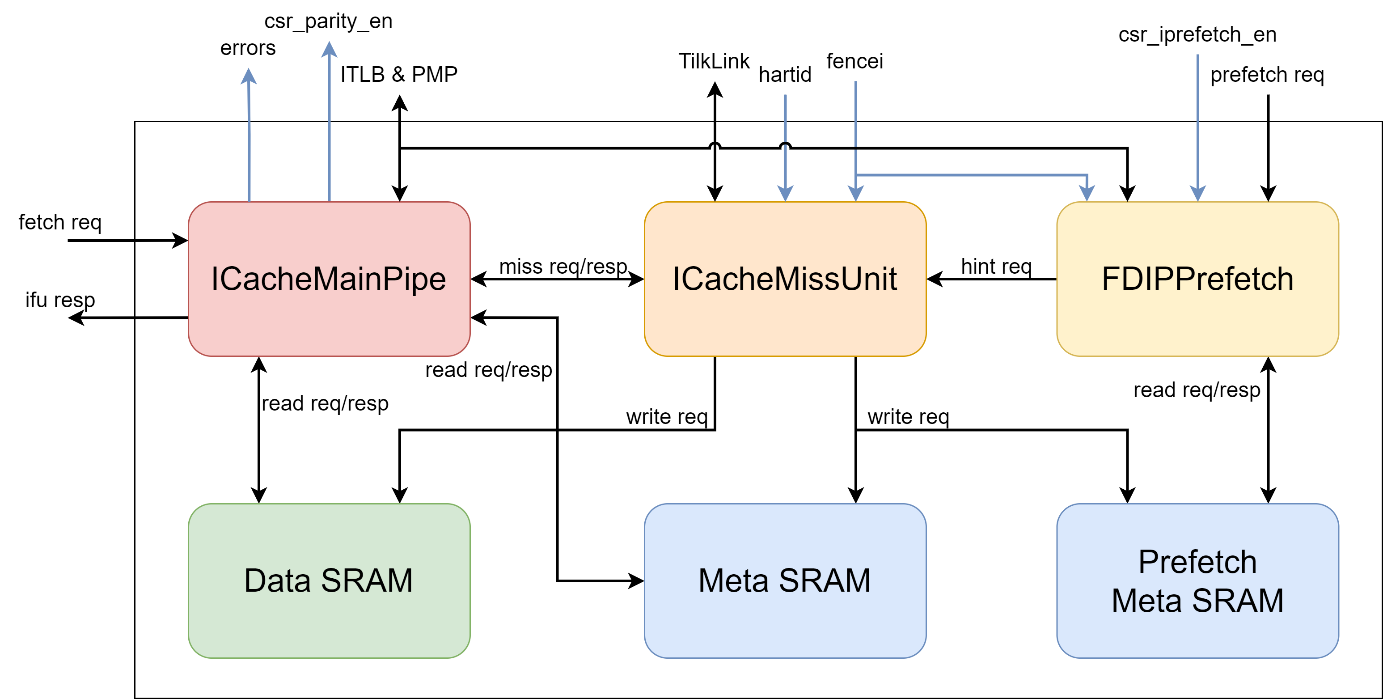 csr_parity_en
errors
ITLB & PMP
TilkLink
hartid
fencei
csr_iprefetch_en
prefetch req
fetch req
ifu resp
ICacheMainPipe
miss req/resp
ICacheMissUnit
hint req
FDIPPrefetch
read req/resp
read req/resp
read req/resp
write req
write req
Data SRAM
Meta SRAM
Prefetch
Meta SRAM